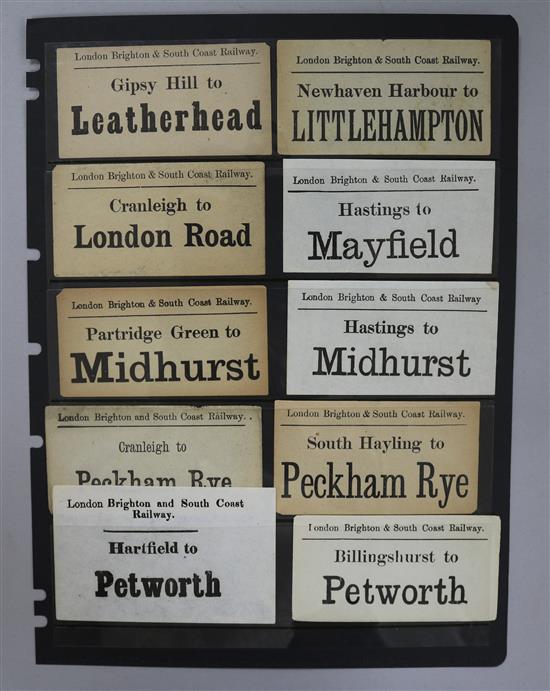 London Brighton & South Coast Railway.
Gipsy Hill to
Leatherhead
London Brighton & South Coast Railway.
Newhaven Harbour to
LITTLEHAMPTON
London Brighton & South Coast Railway.
Cranleigh to
London Road
London Brighton & South Coast Railway.
Hastings to
Mayfield
London Brighton & South Coast Railway.
Partridge Green to
Midhurst
London Brighton & South Coast Railway
Hastings to
Midhurst
London Brighton and South Coast Railway. .
Cranleigh to
Peckham Rye
London Brighton & South Coast Railway.
South Hayling to
Peckham Rye
London Brighton and South Coast
Railway.
Hartfield to
Petworth
London Brighton & South Coast Railway.
Billingshurst to
Petworth